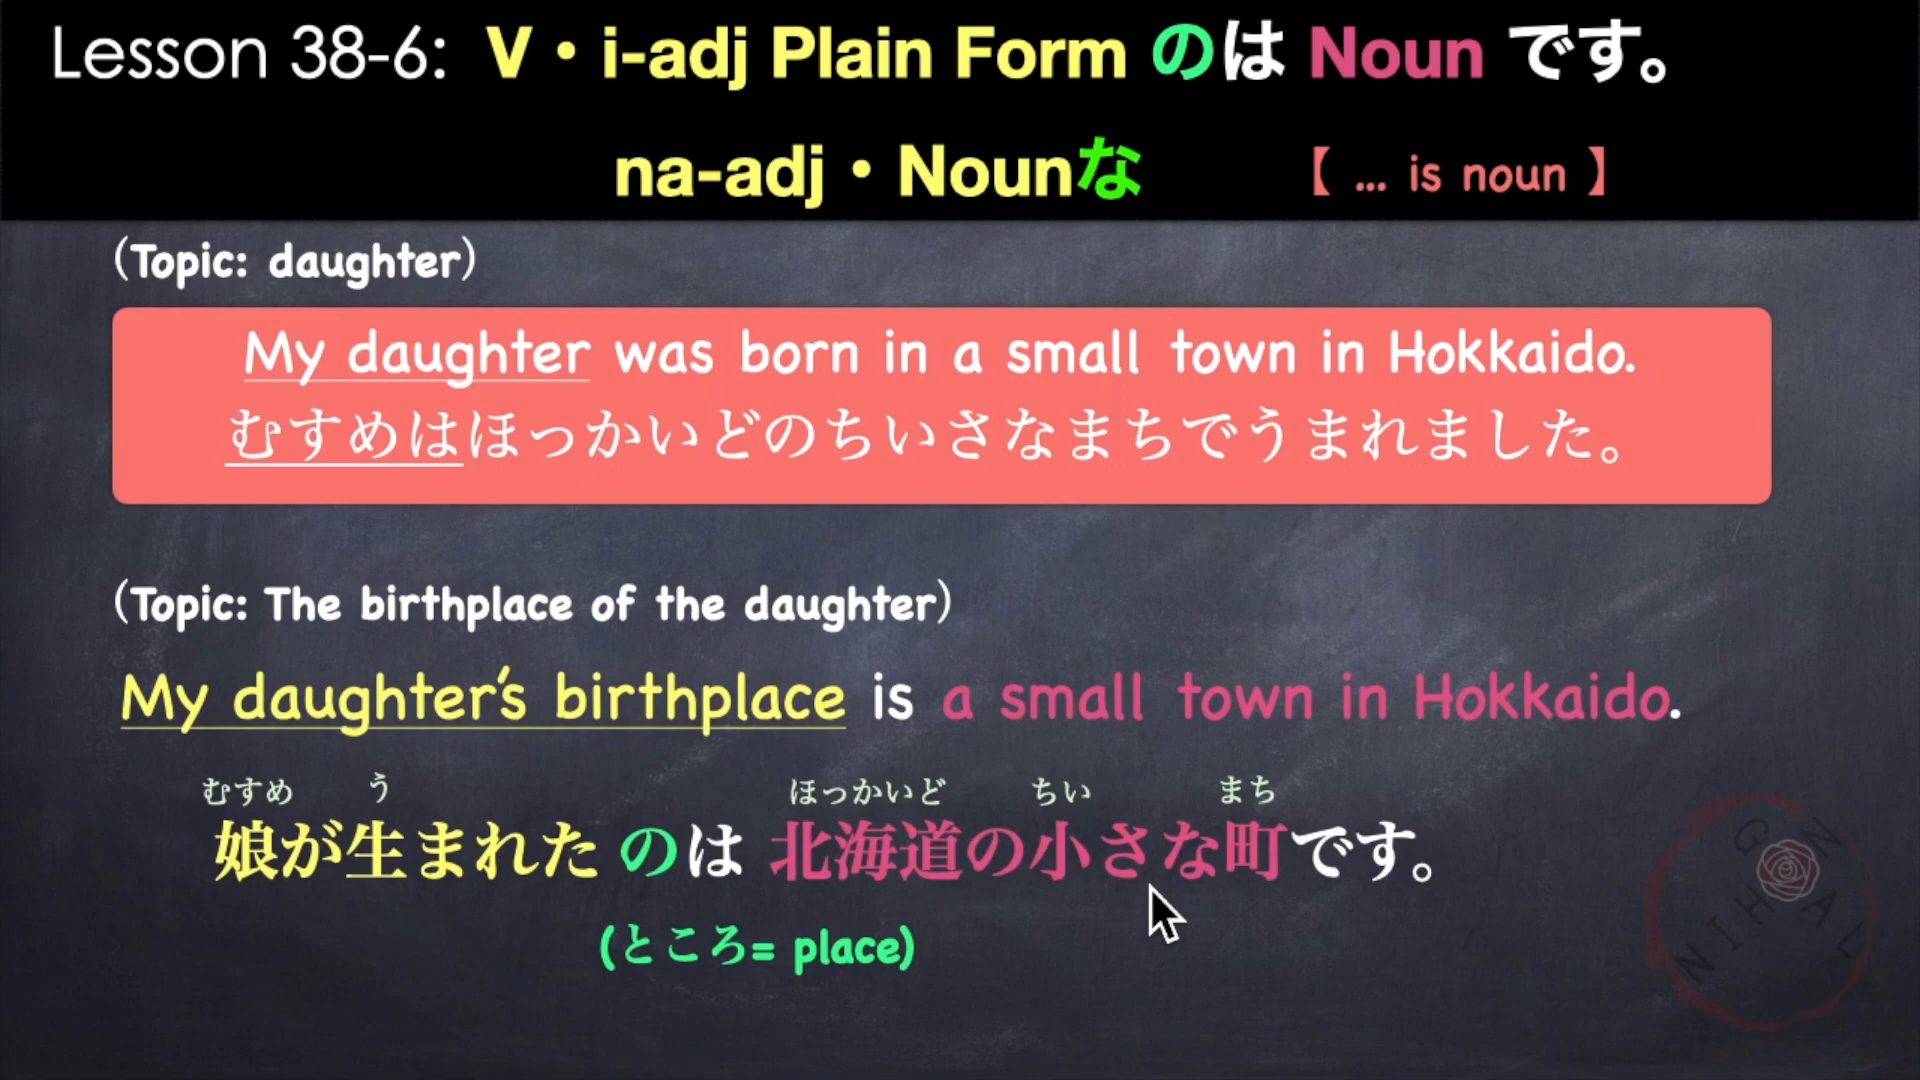 Lesson 38-6: V・i-adj Plain Form のは Noun です。
na-adj・Nounな 【 ... is noun 】
(Topic: daughter)
My daughter was born in a small town in Hokkaido.
むすめはほっかいどのちいさなまちでうまれました。
(Topic: The birthplace of the daughter)
My daughter's birthplace is a small town in Hokkaido.
むすめ う ほっかいど ちい まち
娘が生まれた のは 北海道の小さな町です。
(ところ= place)
NIHON GOAL